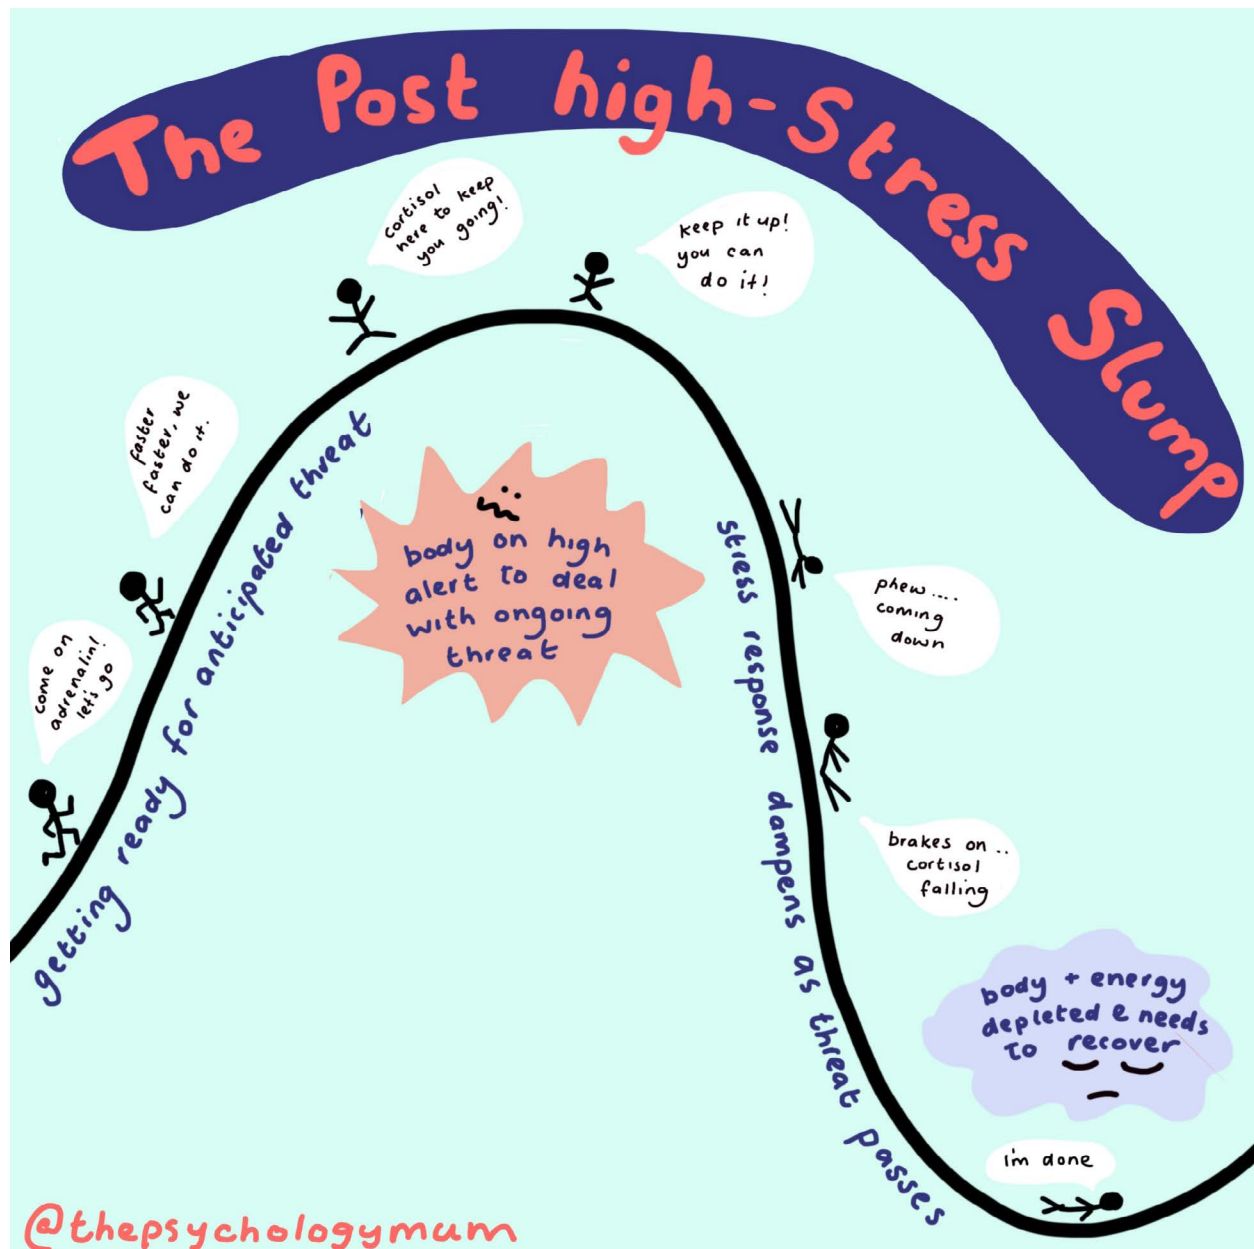 The Post high-Stress Slump
cortisol
here to keep
you going!
keep it up!
you can
do it!
faster
faster, we
can do it.
come on
adrenalin!
let's go
getting ready for anticipated threat
body on high
alert to deal
with ongoing
threat
stress response dampens as threat passes
phew....
coming
down
brakes on..
cortisol
falling
body + energy
depleted & needs
to recover
i'm done
@thepsychologymum